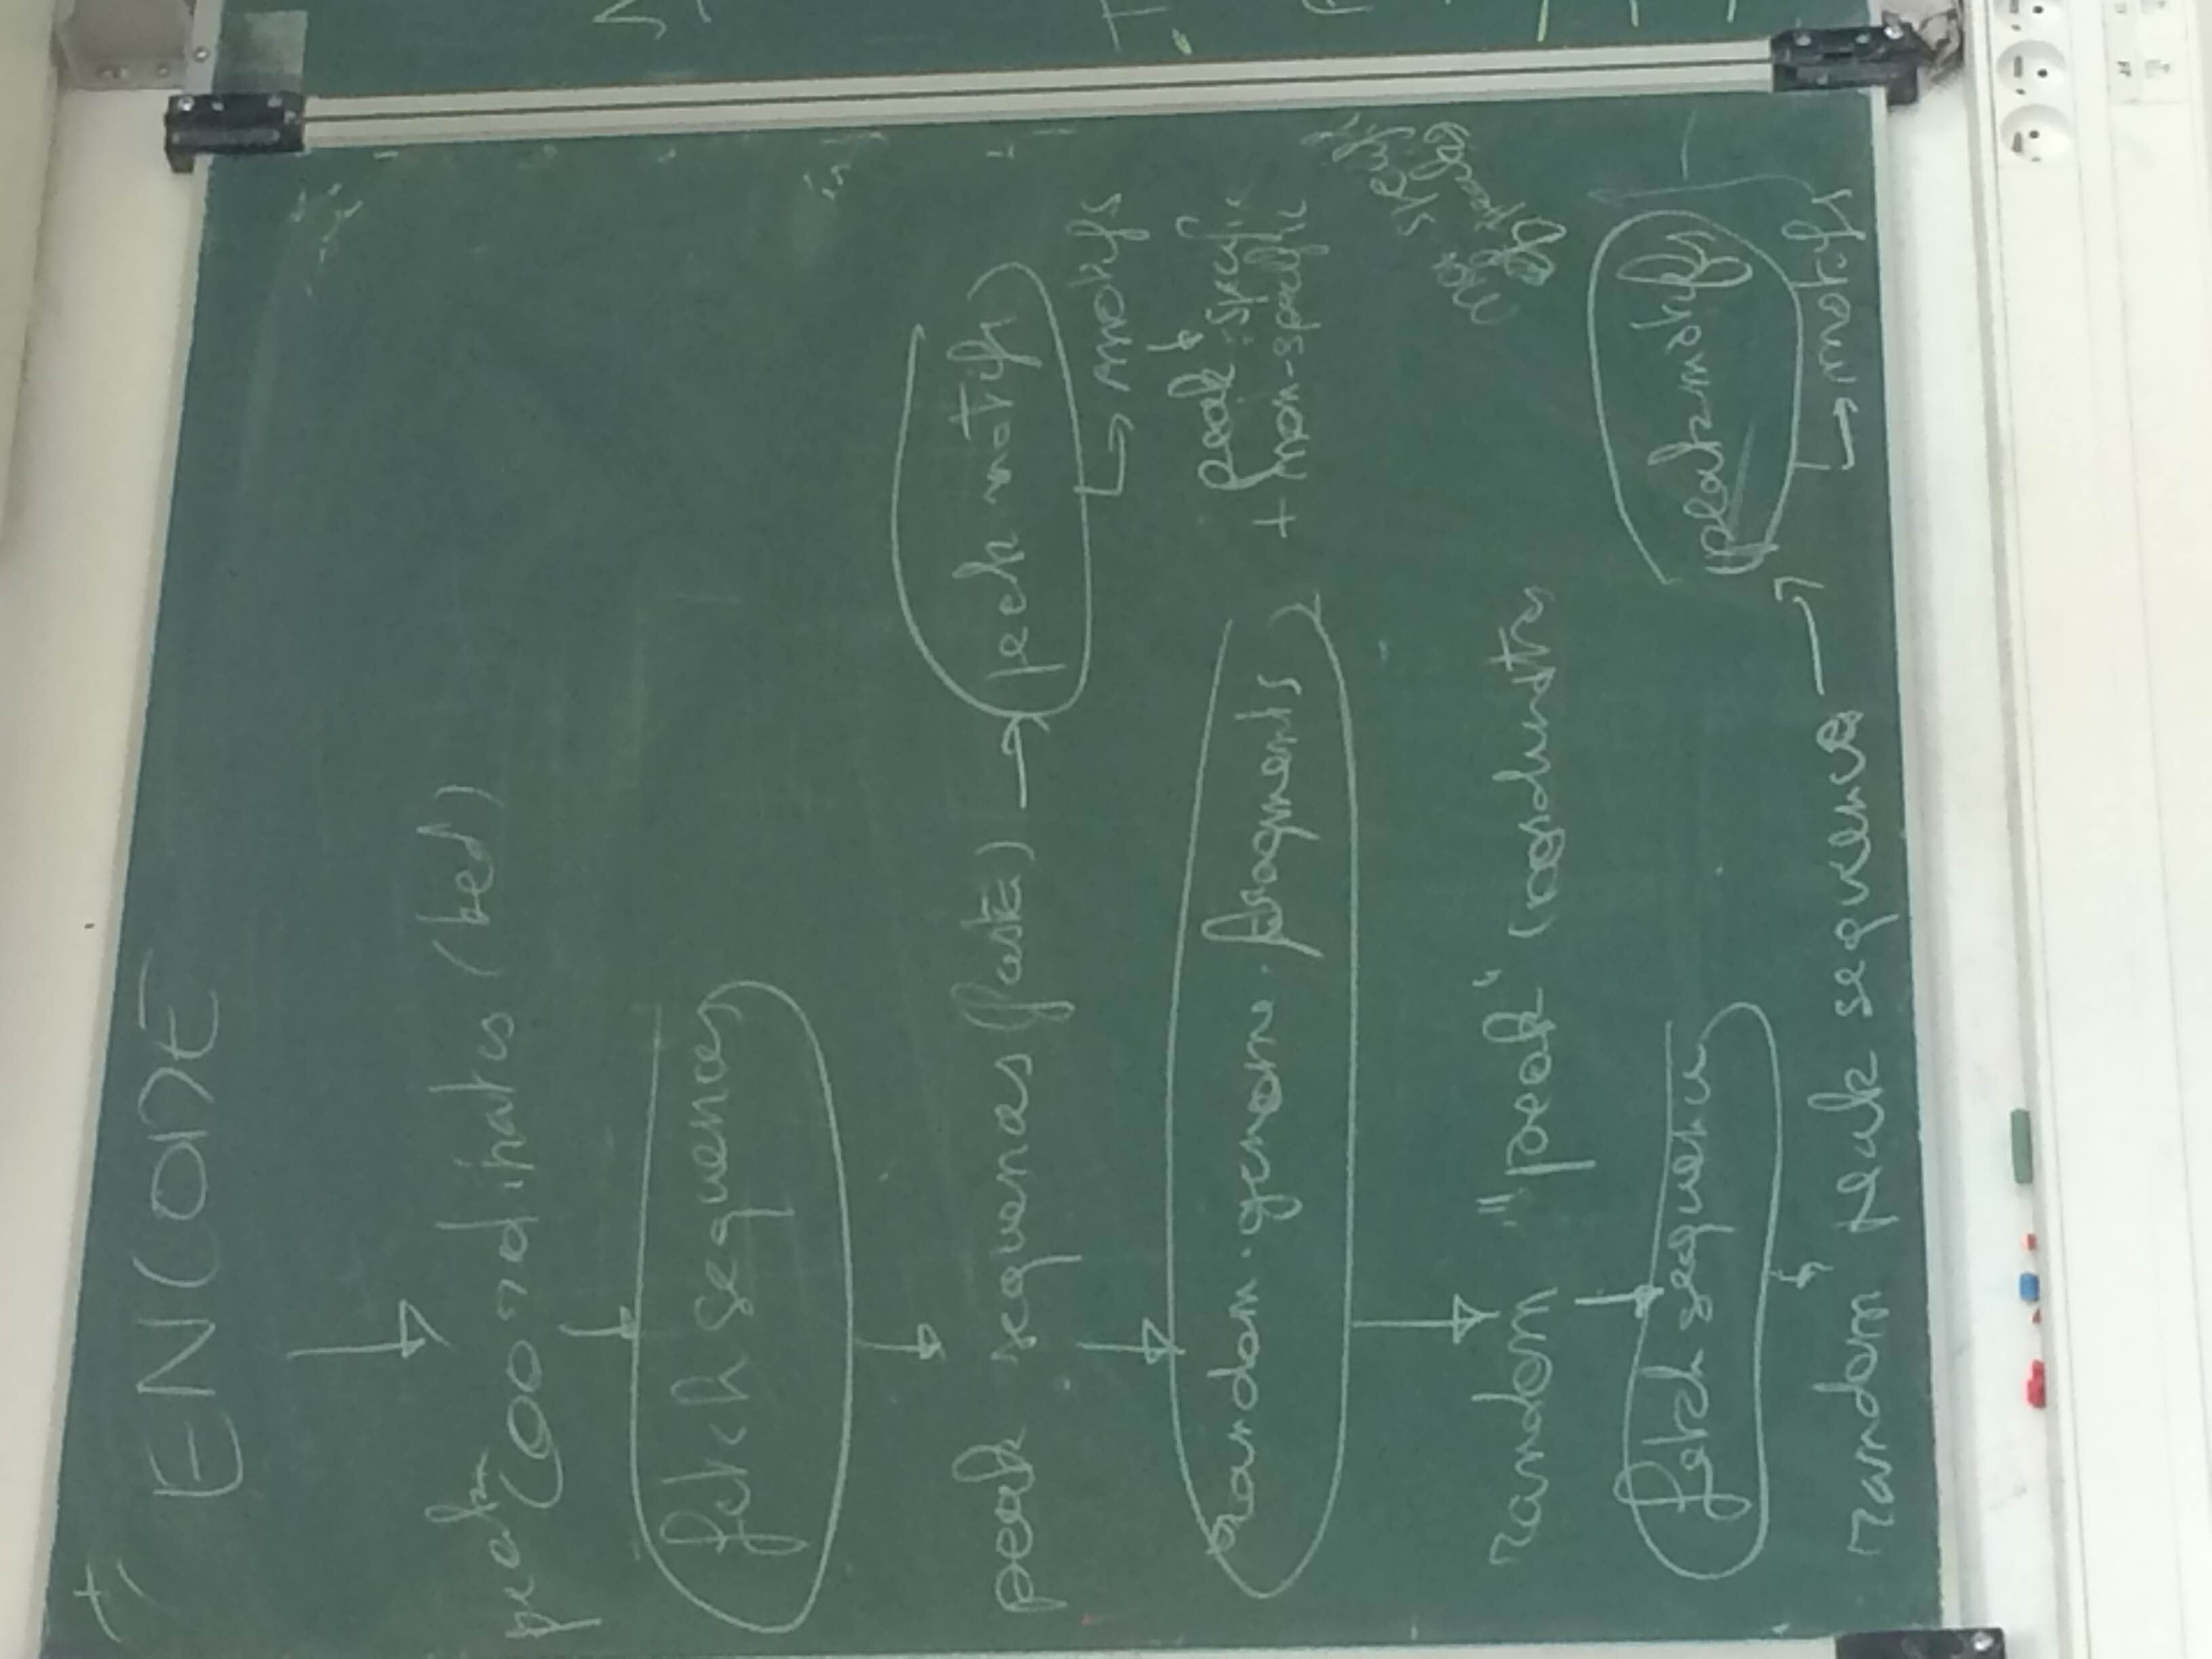 ENCODE
peak coordinates (bed)
fetch sequences
peak sequences (fasta) → peak motifs
↳ motifs
peak specific
+ non-specific
random.genome.fragments
not specific
of peaks
random "peak" coordinates
fetch sequences
peak motifs
random peak sequences
↳ motifs